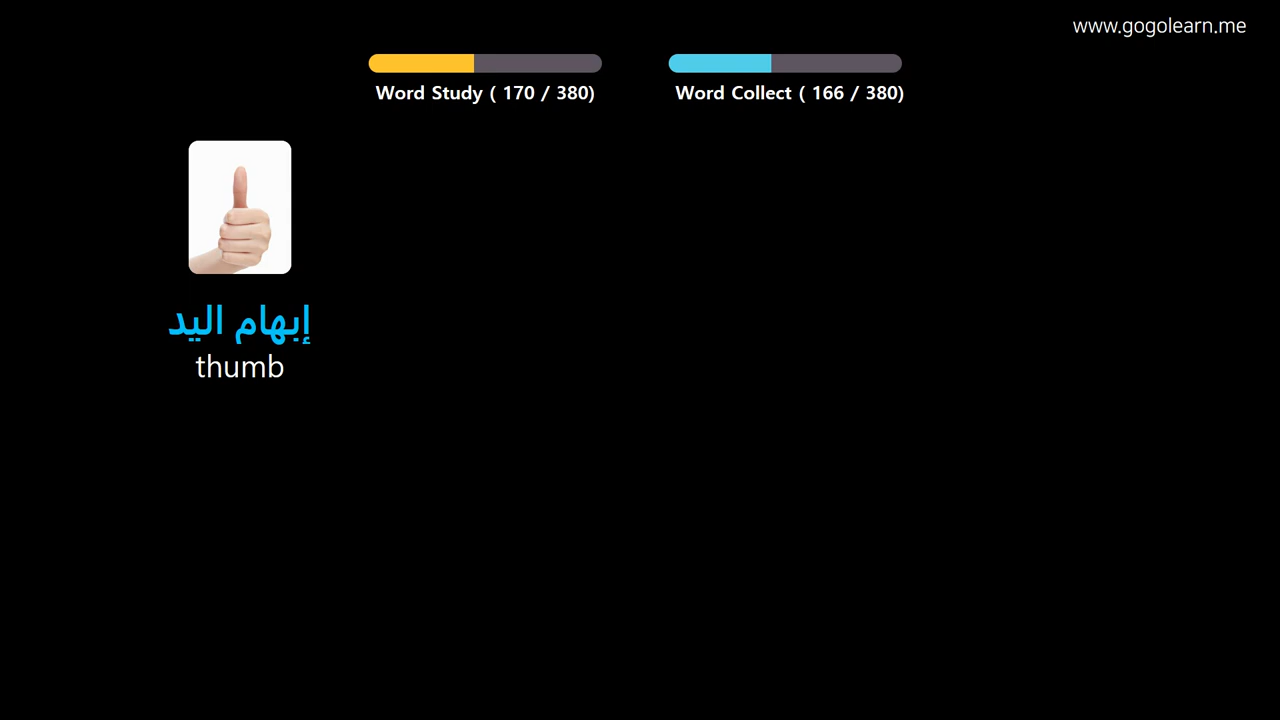 www.gogolearn.me
Word Study ( 170 / 380)
Word Collect ( 166 / 380)
إبهام اليد
thumb